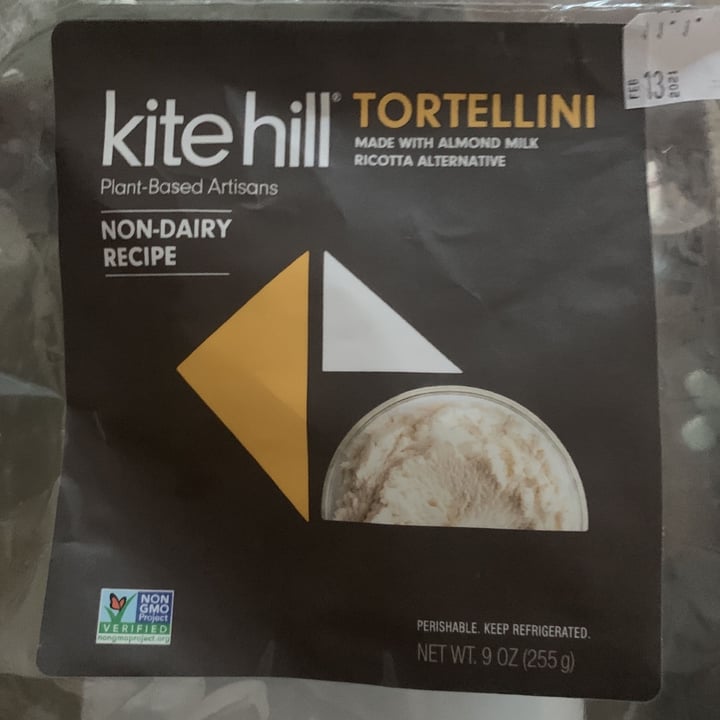 kite hill®
TORTELLINI
MADE WITH ALMOND MILK
RICOTTA ALTERNATIVE
Plant-Based Artisans
NON-DAIRY
RECIPE
FEB 13 2021
NON
GMO
Project
VERIFIED
nongmoproject.org
PERISHABLE. KEEP REFRIGERATED.
NET WT. 9 OZ (255 g)